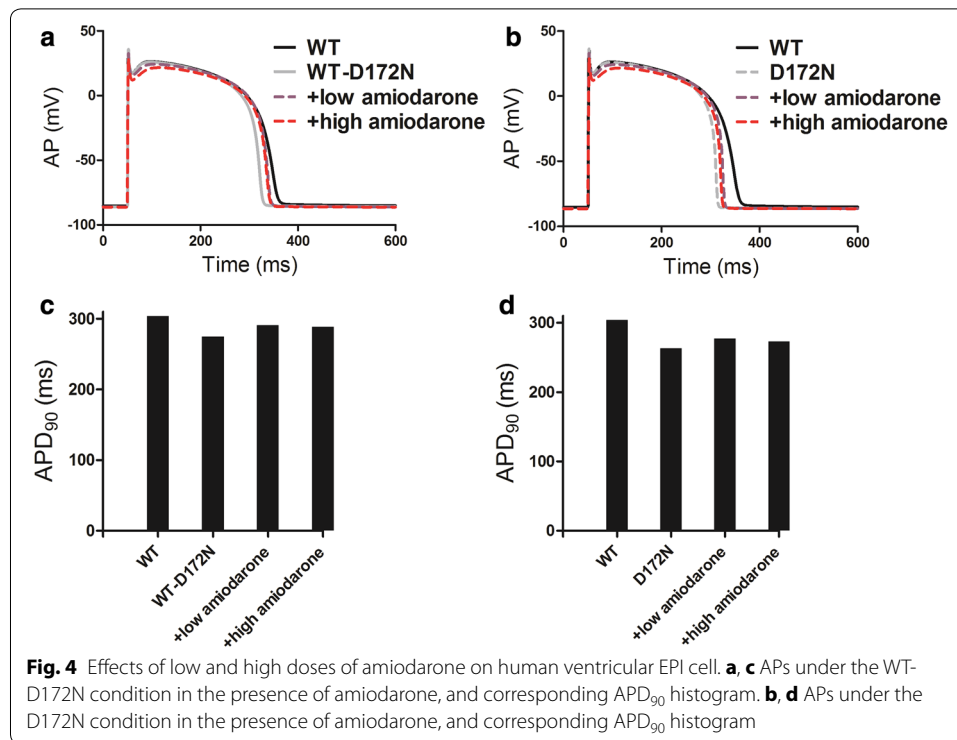 a
50
0
-50
-100
AP (mV)
0 200 400 600
Time (ms)
WT
WT-D172N
+low amiodarone
+high amiodarone
b
50
0
-50
-100
AP (mV)
0 200 400 600
Time (ms)
WT
D172N
+low amiodarone
+high amiodarone
c
300
200
100
0
APD90 (ms)
WT
WT-D172N
+low amiodarone
+high amiodarone
d
300
200
100
0
APD90 (ms)
WT
D172N
+low amiodarone
+high amiodarone
Fig. 4 Effects of low and high doses of amiodarone on human ventricular EPI cell. a, c APs under the WT-
D172N condition in the presence of amiodarone, and corresponding APD90 histogram. b, d APs under the
D172N condition in the presence of amiodarone, and corresponding APD90 histogram